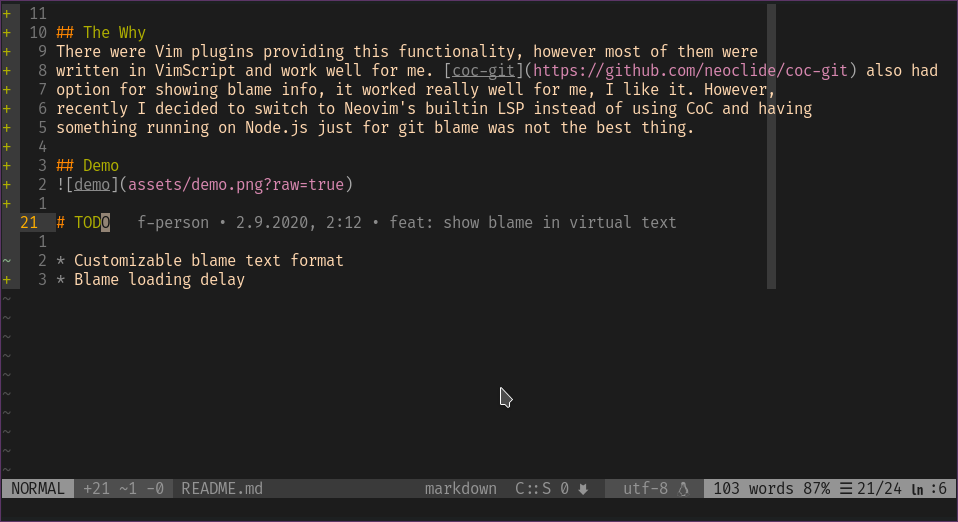 + 11
+ 10 ## The Why
+ 9 There were Vim plugins providing this functionality, however most of them were
+ 8 written in VimScript and work well for me. [coc-git](https://github.com/neoclide/coc-git) also had
+ 7 option for showing blame info, it worked really well for me, I like it. However,
+ 6 recently I decided to switch to Neovim's builtin LSP instead of using CoC and having
+ 5 something running on Node.js just for git blame was not the best thing.
+ 4
+ 3 ## Demo
+ 2 ![demo](assets/demo.png?raw=true)
+ 1
21 # TODO f-person • 2.9.2020, 2:12 • feat: show blame in virtual text
1
~ 2 * Customizable blame text format
+ 3 * Blame loading delay
~
~
~
~
~
~
~
~
~
~
NORMAL +21 ~1 -0 README.md markdown C::S 0 utf-8 103 words 87% ☰ 21/24 ln :6